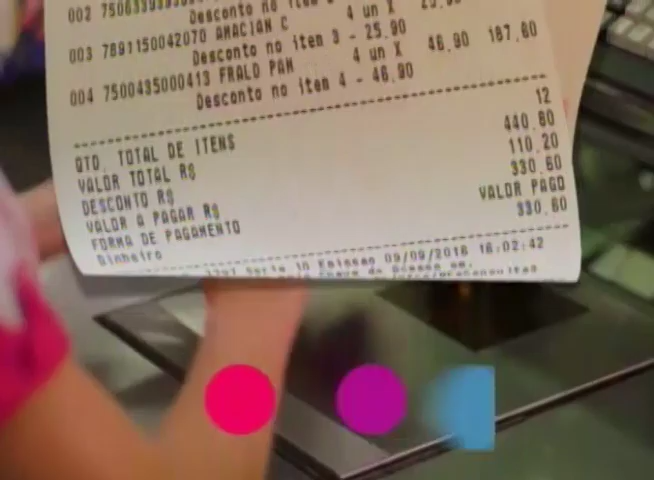 002
Desconto no item
003 7891150042070 AMACIAN C 4 un X
Desconto no item 3 - 25.90
004 7500435000413 FRALD PAM 4 un X 46.90 187.60
Desconto no item 4 - 46.90
QTD. TOTAL DE ITENS 12
VALOR TOTAL R$ 440.80
DESCONTO R$ 110.20
VALOR A PAGAR R$ 330.60
FORMA DE PAGAMENTO VALOR PAGO
Dinheiro 330.60
09/09/2016 16:02:42